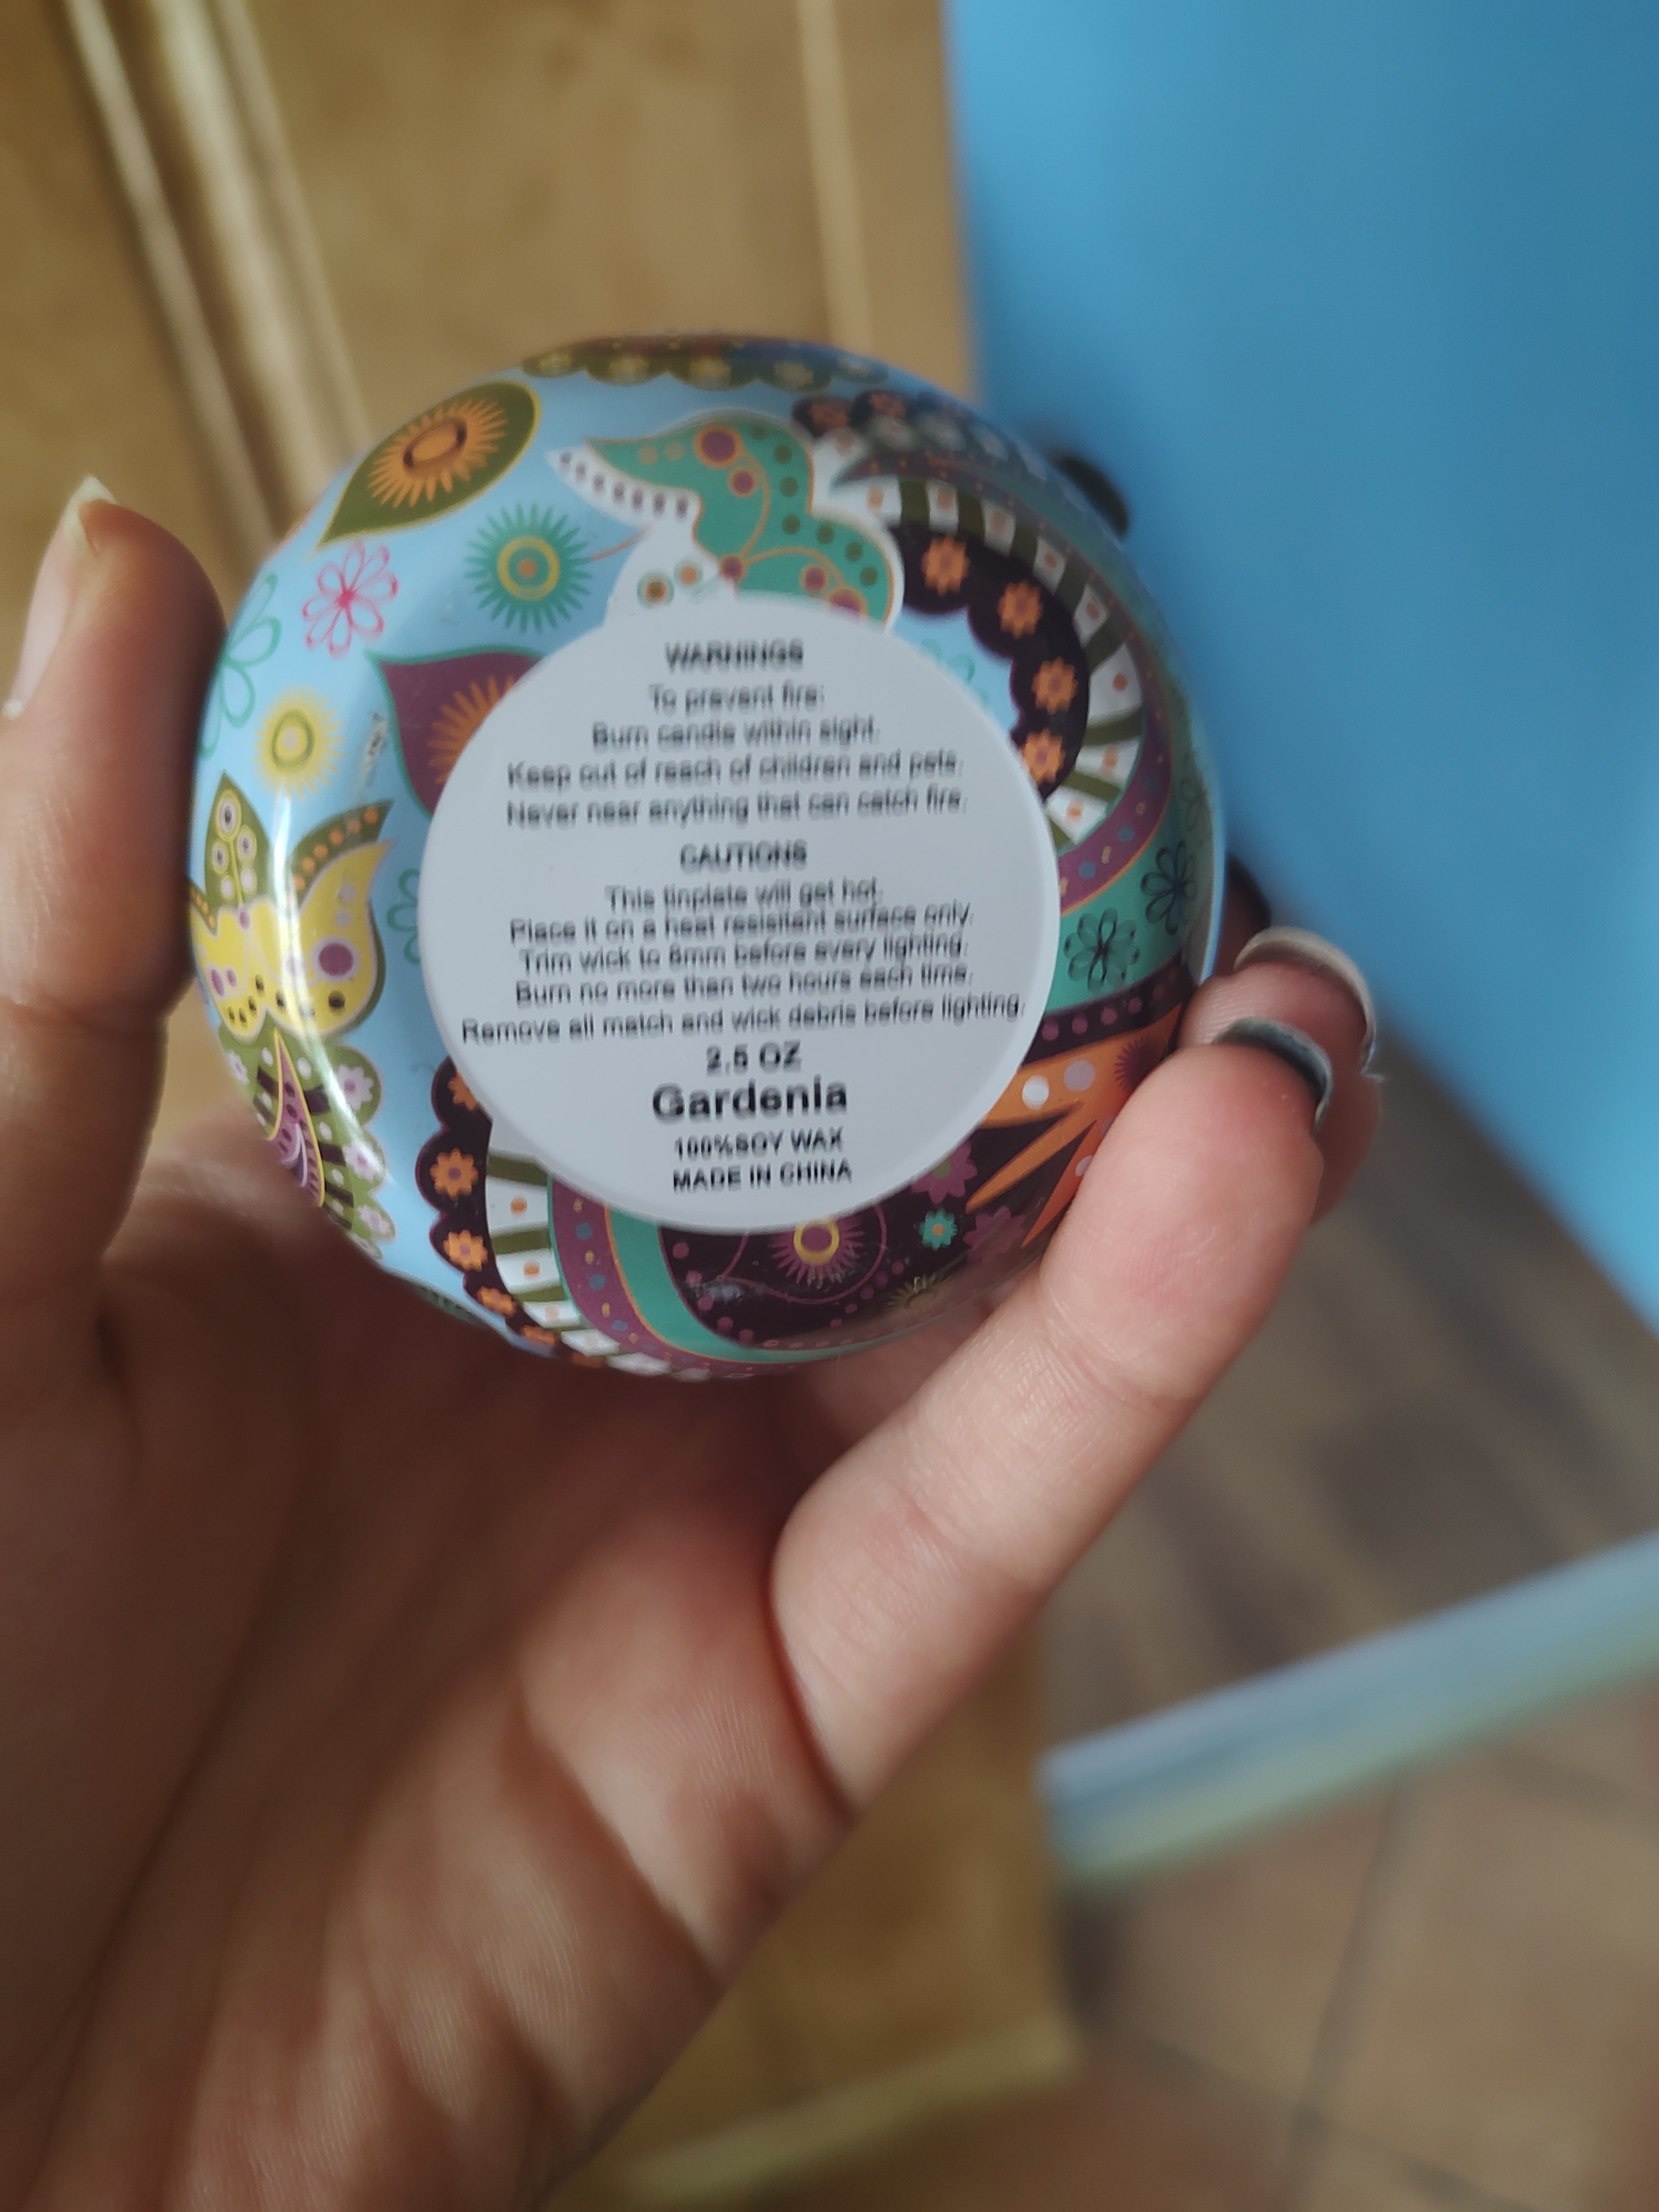 WARNINGS
To prevent fire:
Burn candle within sight.
Keep out of reach of children and pets.
Never near anything that can catch fire.
CAUTIONS
This tinplate will get hot.
Place it on a heat resisitant surface only.
Trim wick to 6mm before every lighting.
Burn no more than two hours each time.
Remove all match and wick debris before lighting.
2.5 OZ
Gardenia
100%SOY WAX
MADE IN CHINA